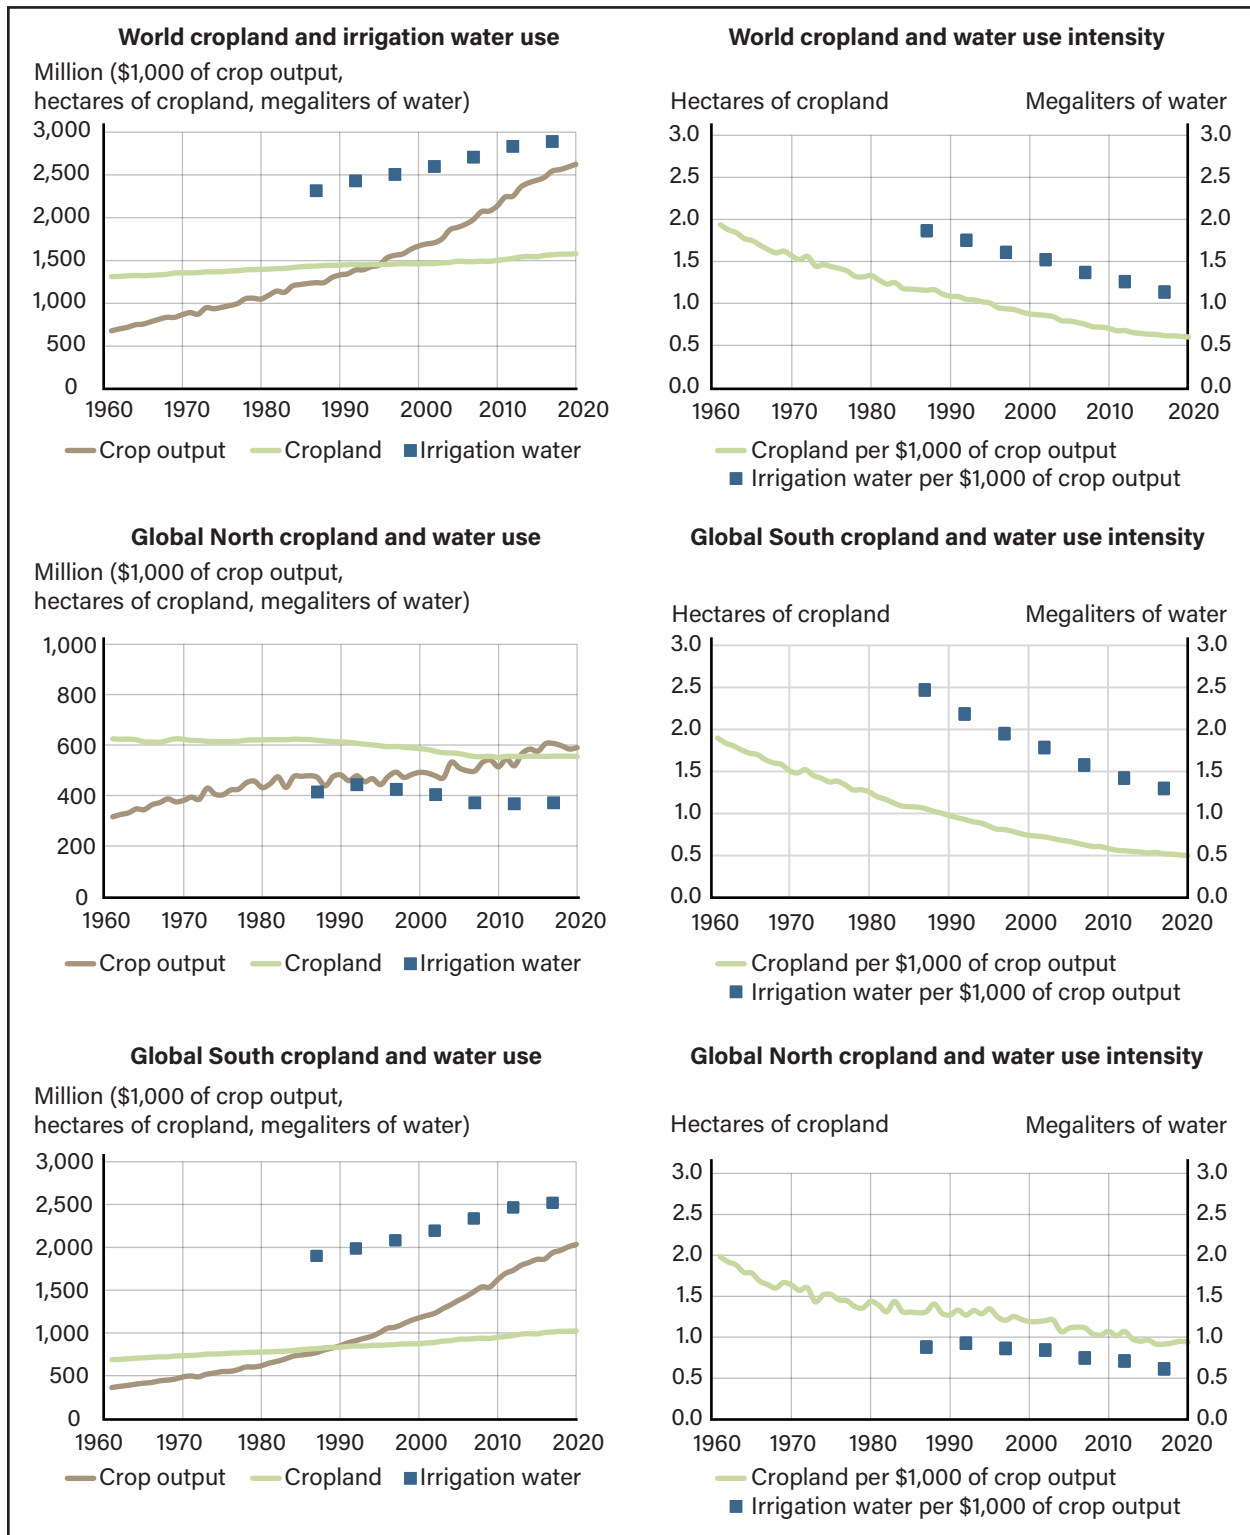 World cropland and irrigation water use
Million ($1,000 of crop output,
hectares of cropland, megaliters of water)
3,000
2,500
2,000
1,500
1,000
500
0
1960 1970 1980 1990 2000 2010 2020
Crop output Cropland Irrigation water
World cropland and water use intensity
Hectares of cropland Megaliters of water
3.0 3.0
2.5 2.5
2.0 2.0
1.5 1.5
1.0 1.0
0.5 0.5
0.0 0.0
1960 1970 1980 1990 2000 2010 2020
Cropland per $1,000 of crop output
Irrigation water per $1,000 of crop output
Global North cropland and water use
Million ($1,000 of crop output,
hectares of cropland, megaliters of water)
1,000
800
600
400
200
0
1960 1970 1980 1990 2000 2010 2020
Crop output Cropland Irrigation water
Global South cropland and water use intensity
Hectares of cropland Megaliters of water
3.0 3.0
2.5 2.5
2.0 2.0
1.5 1.5
1.0 1.0
0.5 0.5
0.0 0.0
1960 1970 1980 1990 2000 2010 2020
Cropland per $1,000 of crop output
Irrigation water per $1,000 of crop output
Global South cropland and water use
Million ($1,000 of crop output,
hectares of cropland, megaliters of water)
3,000
2,500
2,000
1,500
1,000
500
0
1960 1970 1980 1990 2000 2010 2020
Crop output Cropland Irrigation water
Global North cropland and water use intensity
Hectares of cropland Megaliters of water
3.0 3.0
2.5 2.5
2.0 2.0
1.5 1.5
1.0 1.0
0.5 0.5
0.0 0.0
1960 1970 1980 1990 2000 2010 2020
Cropland per $1,000 of crop output
Irrigation water per $1,000 of crop output